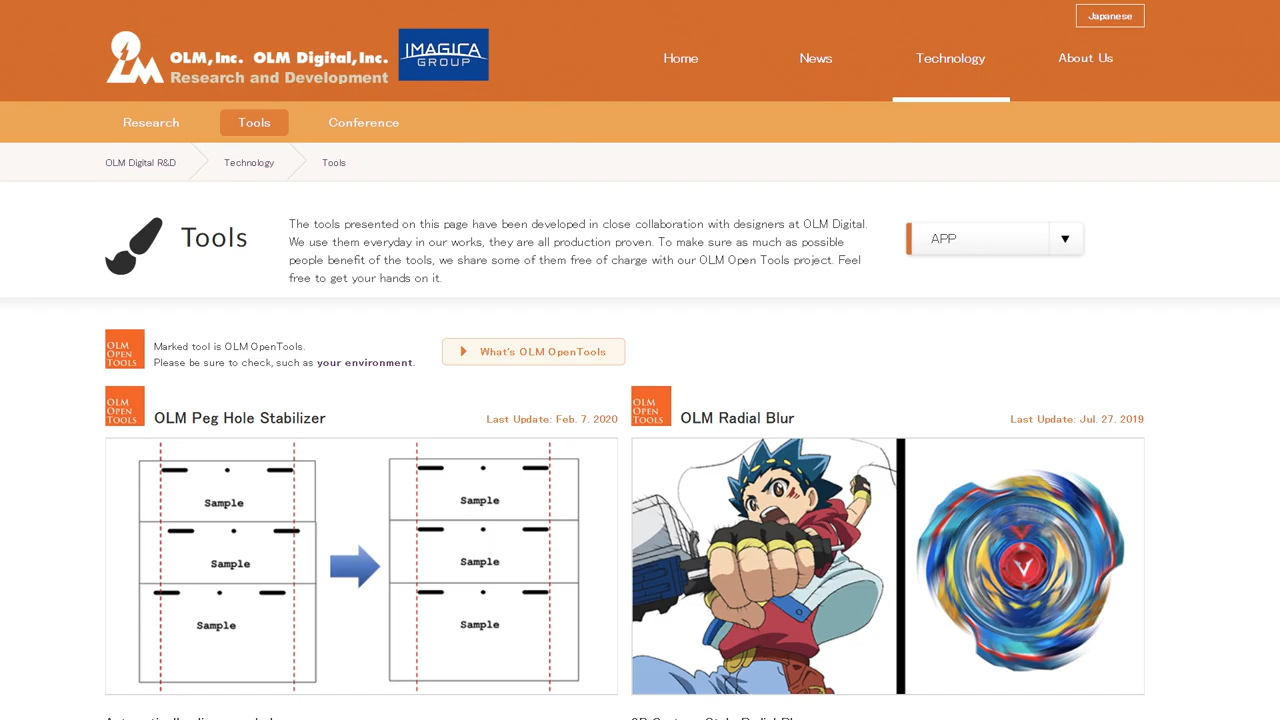 Japanese
OLM, Inc. OLM Digital, Inc.
Research and Development
IMAGICA
GROUP
Home
News
Technology
About Us
Research
Tools
Conference
OLM Digital R&D
Technology
Tools
Tools
The tools presented on this page have been developed in close collaboration with designers at OLM Digital.
We use them everyday in our works, they are all production proven. To make sure as much as possible
people benefit of the tools, we share some of them free of charge with our OLM Open Tools project. Feel
free to get your hands on it.
APP
OLM
OPEN
TOOLS
Marked tool is OLM OpenTools.
Please be sure to check, such as your environment.
What's OLM OpenTools
OLM
OPEN
TOOLS
OLM Peg Hole Stabilizer
Last Update: Feb. 7. 2020
OLM
OPEN
TOOLS
OLM Radial Blur
Last Update: Jul. 27. 2019
Sample
Sample
Sample
Sample
Sample
Sample